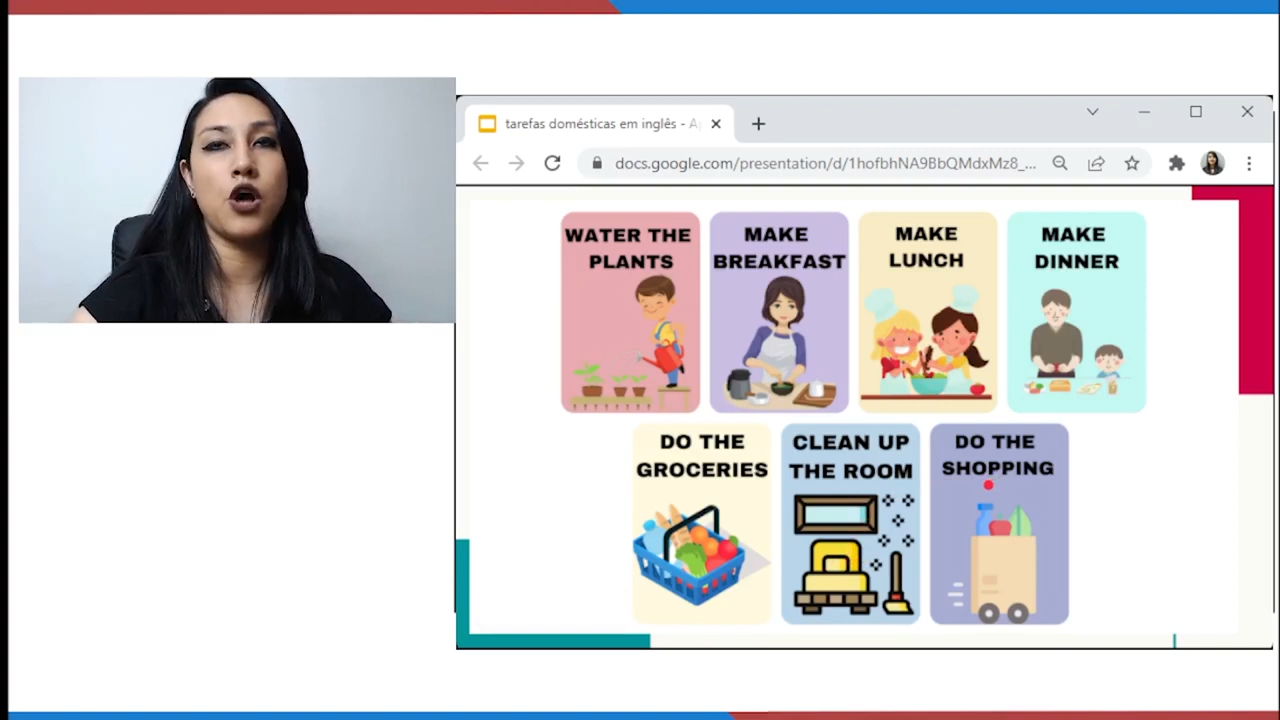 tarefas domésticas em inglês - A
docs.google.com/presentation/d/1hofbhNA9BbQMdxMz8_...
WATER THE
PLANTS
MAKE
BREAKFAST
MAKE
LUNCH
MAKE
DINNER
DO THE
GROCERIES
CLEAN UP
THE ROOM
DO THE
SHOPPING